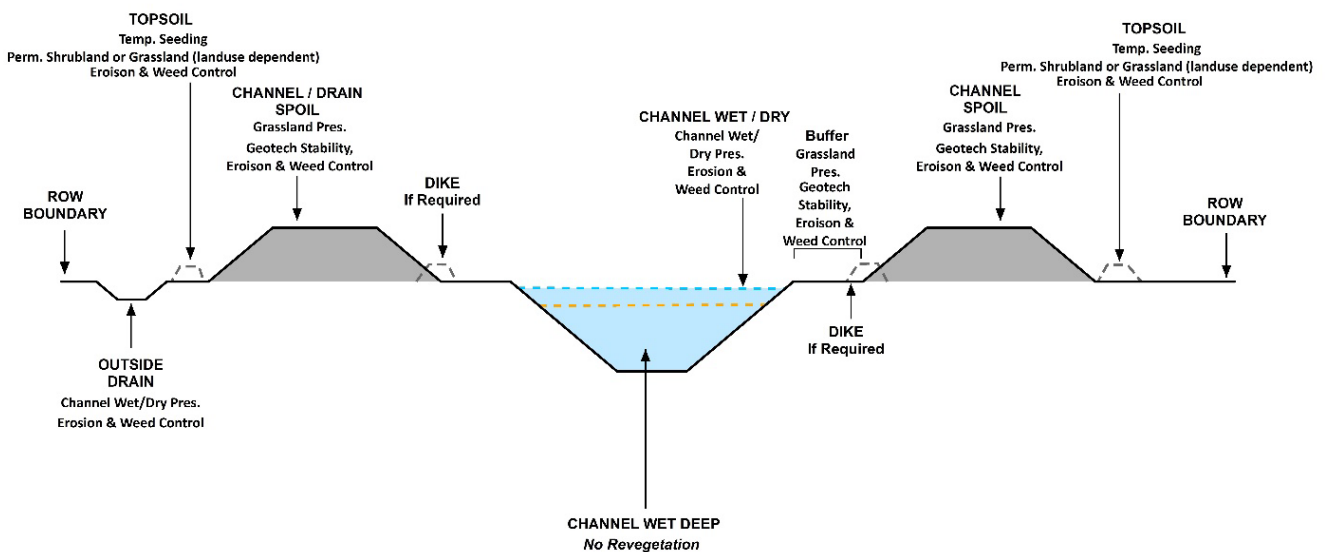 TOPSOIL
Temp. Seeding
Perm. Shrubland or Grassland (landuse dependent)
Eroison & Weed Control
CHANNEL / DRAIN
SPOIL
Grassland Pres.
Geotech Stability,
Eroison & Weed Control
ROW
BOUNDARY
DIKE
If Required
OUTSIDE
DRAIN
Channel Wet/Dry Pres.
Erosion & Weed Control
CHANNEL WET / DRY
Channel Wet/
Dry Pres.
Erosion &
Weed Control
Buffer
Grassland
Pres.
Geotech
Stability,
Eroison &
Weed Control
CHANNEL
SPOIL
Grassland Pres.
Geotech Stability,
Eroison & Weed Control
TOPSOIL
Temp. Seeding
Perm. Shrubland or Grassland (landuse dependent)
Eroison & Weed Control
ROW
BOUNDARY
DIKE
If Required
CHANNEL WET DEEP
No Revegetation